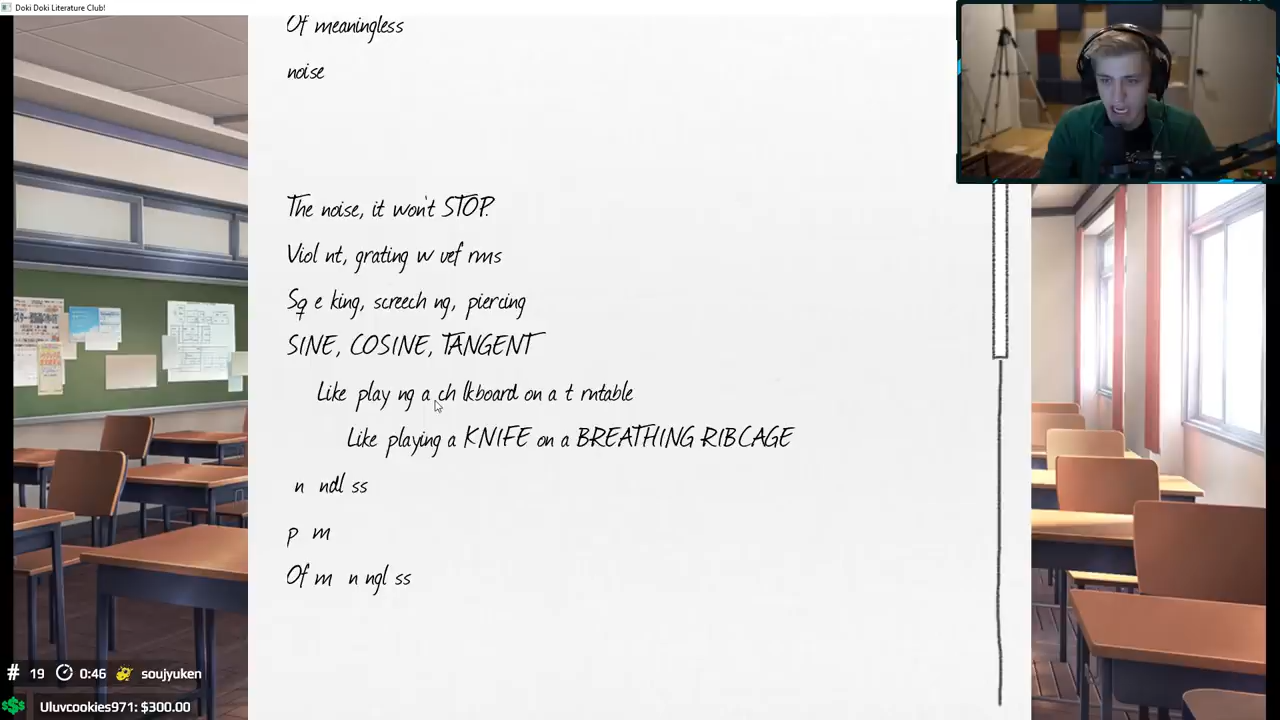 Doki Doki Literature Club!
Of meaningless
noise
The noise, it won't STOP.
Viol nt, grating w vef rms
Sq e king, screech ng, piercing
SINE, COSINE, TANGENT
Like play ng a ch lkboard on a t rntable
Like playing a KNIFE on a BREATHING RIBCAGE
n ndl ss
p m
Of m n ngl ss
# 19 0:46 soujyuken
Uluvcookies971: $300.00